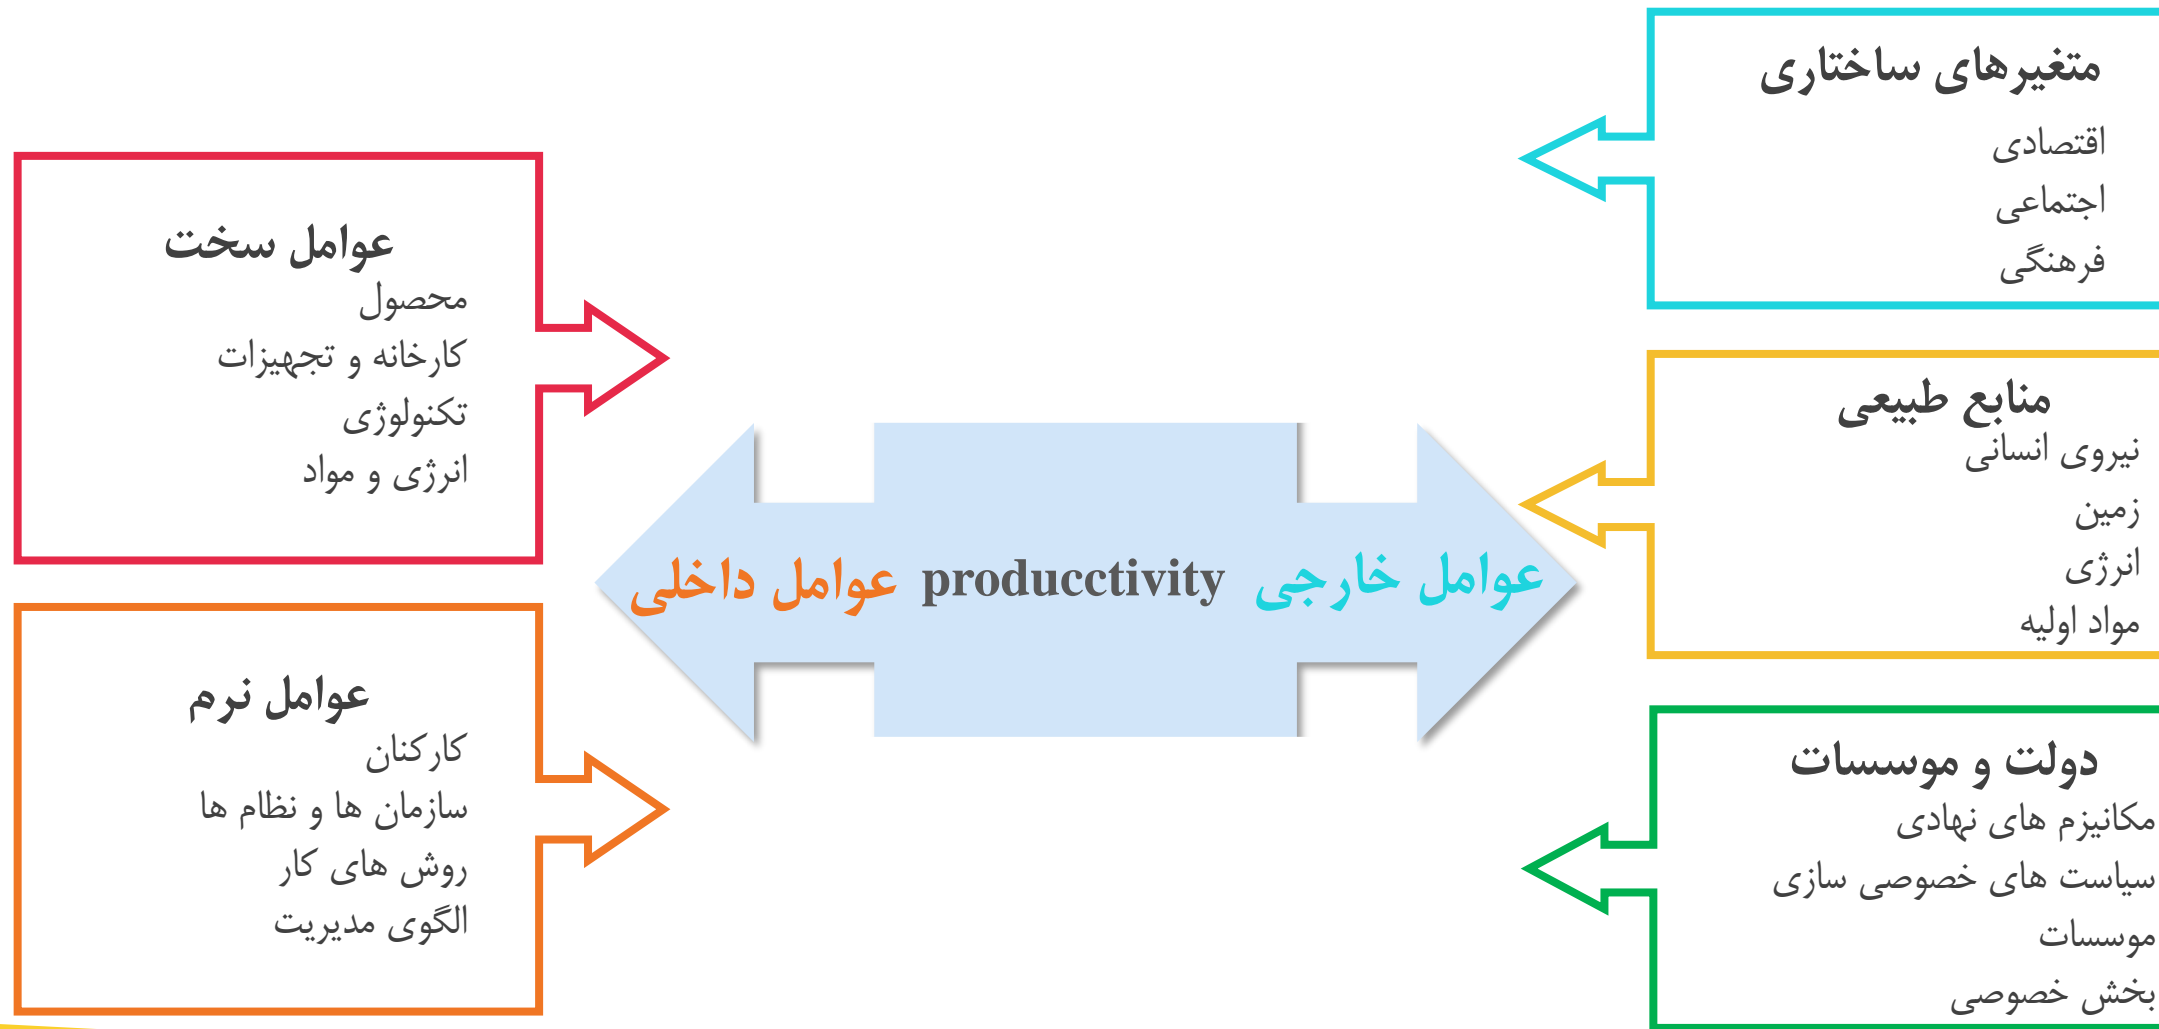 متغیرهای ساختاری
اقتصادی
اجتماعی
فرهنگی
منابع طبیعی
نیروی انسانی
زمین
انرژی
مواد اولیه
دولت و موسسات
مکانیزم های نهادی
سیاست های خصوصی سازی
موسسات
بخش خصوصی
عوامل خارجی producctivity عوامل داخلی
عوامل سخت
محصول
کارخانه و تجهیزات
تکنولوژی
انرژی و مواد
عوامل نرم
کارکنان
سازمان ها و نظام ها
روش های کار
الگوی مدیریت